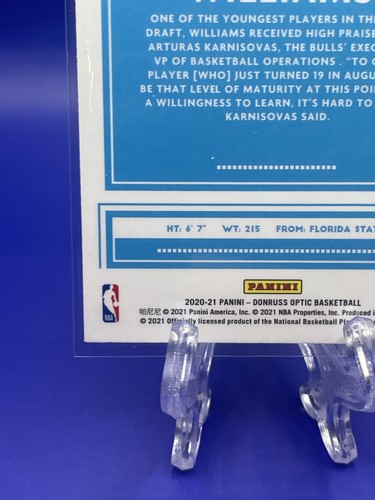 WILLIAMS
ONE OF THE YOUNGEST PLAYERS IN THE
DRAFT, WILLIAMS RECEIVED HIGH PRAISE
ARTURAS KARNISOVAS, THE BULLS' EXEC
VP OF BASKETBALL OPERATIONS . "TO
PLAYER [WHO] JUST TURNED 19 IN AUGU
BE THAT LEVEL OF MATURITY AT THIS POI
A WILLINGNESS TO LEARN, IT'S HARD TO
KARNISOVAS SAID.
HT: 6' 7" WT: 215 FROM: FLORIDA STAT
PANINI
NBA
2020-21 PANINI – DONRUSS OPTIC BASKETBALL
帕尼尼 © 2021 Panini America, Inc. © 2021 NBA Properties, Inc. Produced i
© 2021 Officially licensed product of the National Basketball Pla